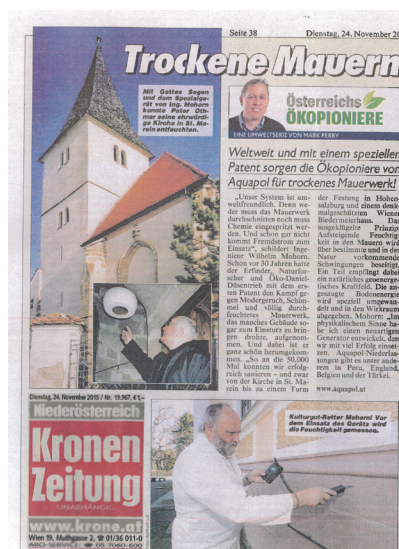 Seite 38
Dienstag, 24. November 20
Trockene Mauern
Mit Gottes Segen
und dem Spezialge-
rät von Ing. Mohorn
konnte Pater Oth-
mar seine ehrwürdi-
ge Kirche in St. Ma-
rein entfeuchten.
Österreichs
ÖKOPIONIERE
EINE UMWELTSERIE VON MARK PERRY
Weltweit und mit einem speziellen
Patent sorgen die Ökopioniere von
Aquapol für trockenes Mauerwerk!
„Unser System ist um-
weltfreundlich. Denn we-
der muss das Mauerwerk
durchschnitten noch muss
Chemie eingespritzt wer-
den. Und schon gar nicht
kommt Fremdstrom zum
Einsatz“, schildert Inge-
nieur Wilhelm Mohorn.
Schon vor 30 Jahren hatte
der Erfinder, Naturfor-
scher und Öko-Daniel-
Düsentrieb mit dem ers-
ten Patent den Kampf ge-
gen Modergeruch, Schim-
mel und völlig durch-
feuchtetes Mauerwerk,
das manches Gebäude so-
gar zum Einsturz zu brin-
gen drohte, aufgenom-
men. Und dabei ist er
ganz schön herumgekom-
men. „So an die 50.000
Mal konnten wir erfolg-
reich sanieren – und zwar
von der Kirche in St. Ma-
rein bis zu einem Turm
der Festung in Hohen-
salzburg und einem denk-
malgeschützten Wiener
Biedermeierhaus. Das
ausgeklügelte Prinzip:
Aufsteigende Feuchtig-
keit in den Mauern wird
über bestimmte und in der
Natur vorkommende
Schwingungen beseitigt.
Ein Teil empfängt dabei
ein natürliches geoenerge-
tisches Kraftfeld. Die an-
gesaugte Bodenenergie
wird speziell umgewan-
delt und in den Wirkraum
abgegeben. Mohorn: „Im
physikalischem Sinne ha-
be ich einen neuartigen
Generator entwickelt, den
wir mit viel Erfolg einset-
zen. Aquapol-Niederlas-
sungen gibt es unter ande-
rem in Peru, England,
Belgien und der Türkei.
www.aquapol.at
Dienstag, 24. November 2015 / Nr. 19.967, € 1,–
Niederösterreich
Kronen
Zeitung
UNABHÄNGIG
www.krone.at
Wien 19, Muthgasse 2, ☎ 01/36 011-0
ABO-SERVICE: ☎ 05 7060-600
Kulturgut-Retter Mohorn: Vor
dem Einsatz des Geräts wird
die Feuchtigkeit gemessen.